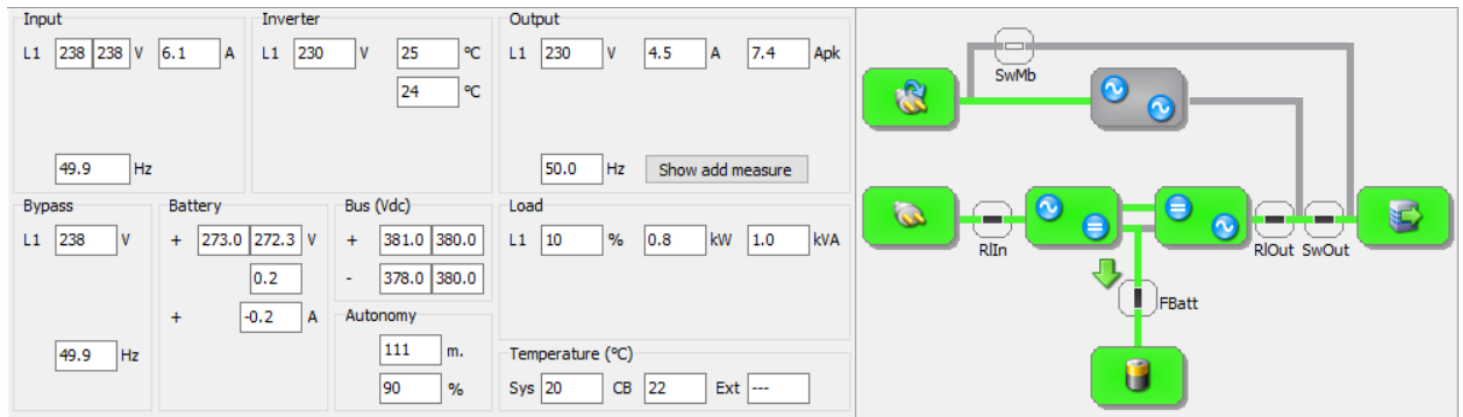 Input
L1 238 238 V 6.1 A
49.9 Hz
Inverter
L1 230 V 25 ºC
24 ºC
Output
L1 230 V 4.5 A 7.4 Apk
50.0 Hz Show add measure
Bypass
L1 238 V
49.9 Hz
Battery
+ 273.0 272.3 V
0.2
+ -0.2 A
Bus (Vdc)
+ 381.0 380.0
- 378.0 380.0
Autonomy
111 m.
90 %
Load
L1 10 % 0.8 kW 1.0 kVA
Temperature (ºC)
Sys 20 CB 22 Ext ---
SwMb
RlIn
RlOut SwOut
FBatt